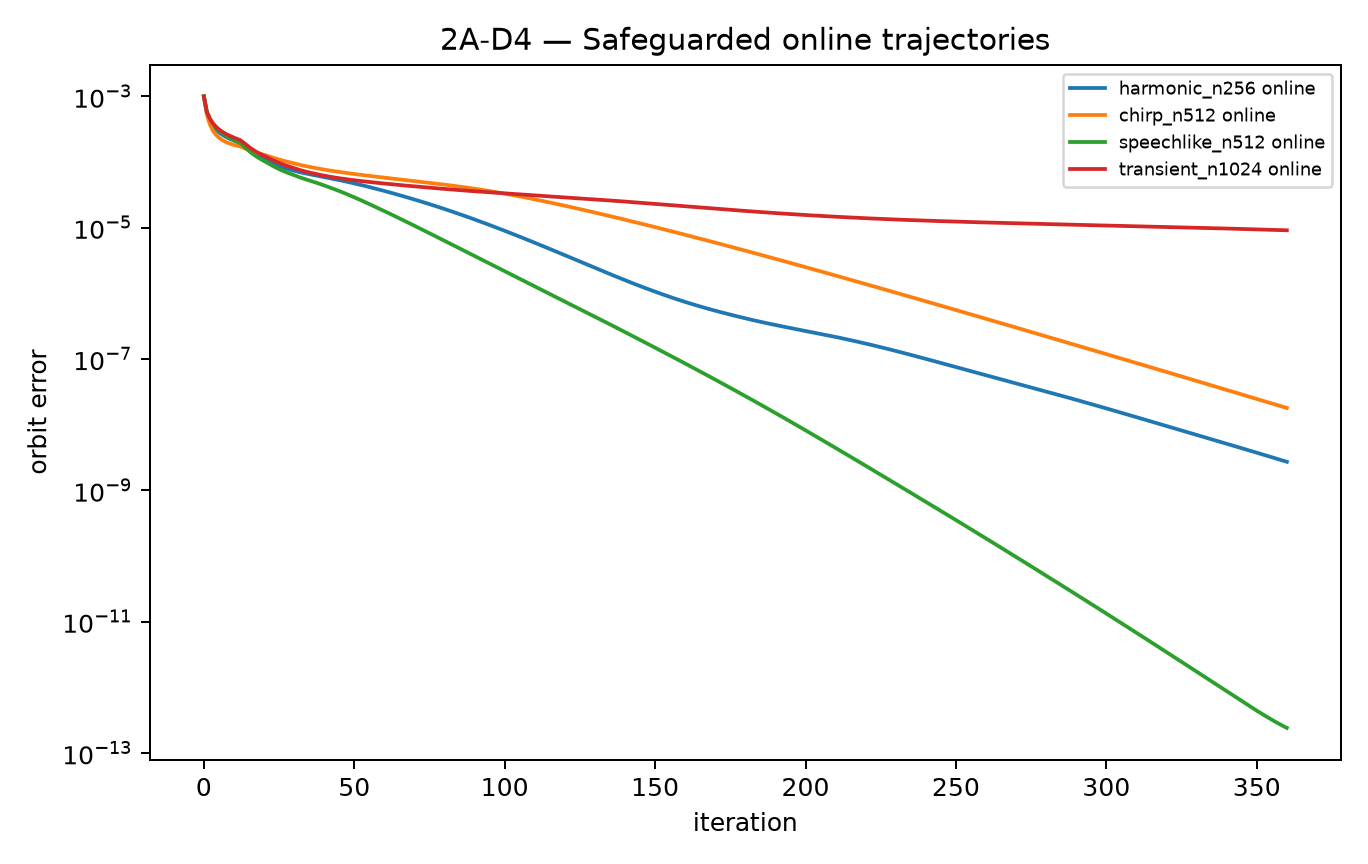 2A-D4 — Safeguarded online trajectories
harmonic_n256 online
chirp_n512 online
speechlike_n512 online
transient_n1024 online
orbit error
10⁻³
10⁻⁵
10⁻⁷
10⁻⁹
10⁻¹¹
10⁻¹³
0 50 100 150 200 250 300 350
iteration